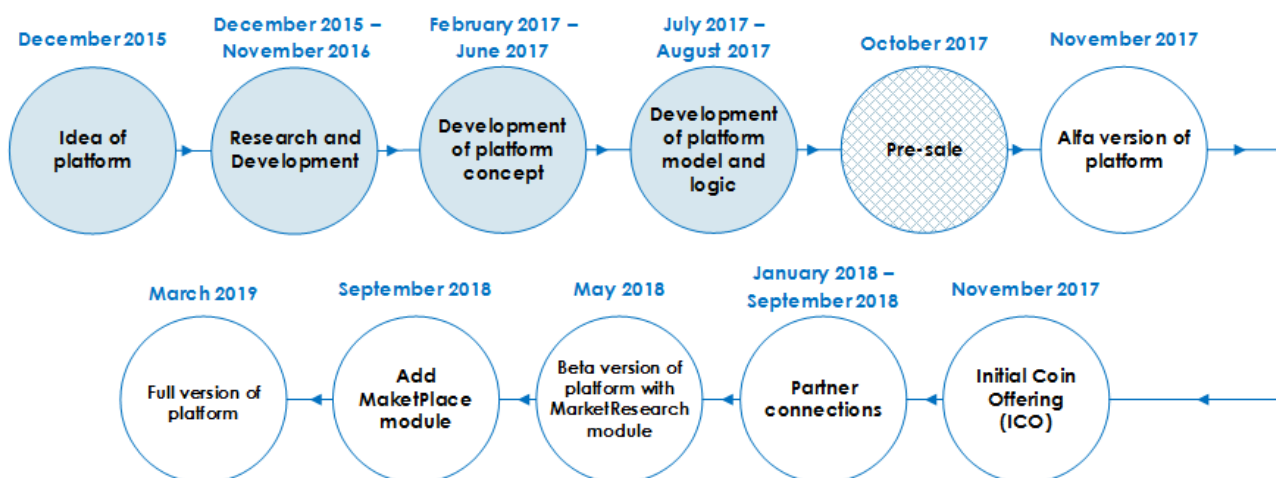 December 2015
Idea of
platform
December 2015 –
November 2016
Research and
Development
February 2017 –
June 2017
Development
of platform
concept
July 2017 –
August 2017
Development
of platform
model and
logic
October 2017
Pre-sale
November 2017
Alfa version of
platform
November 2017
Initial Coin
Offering
(ICO)
January 2018 –
September 2018
Partner
connections
May 2018
Beta version of
platform with
MarketResearch
module
September 2018
Add
MaketPlace
module
March 2019
Full version of
platform